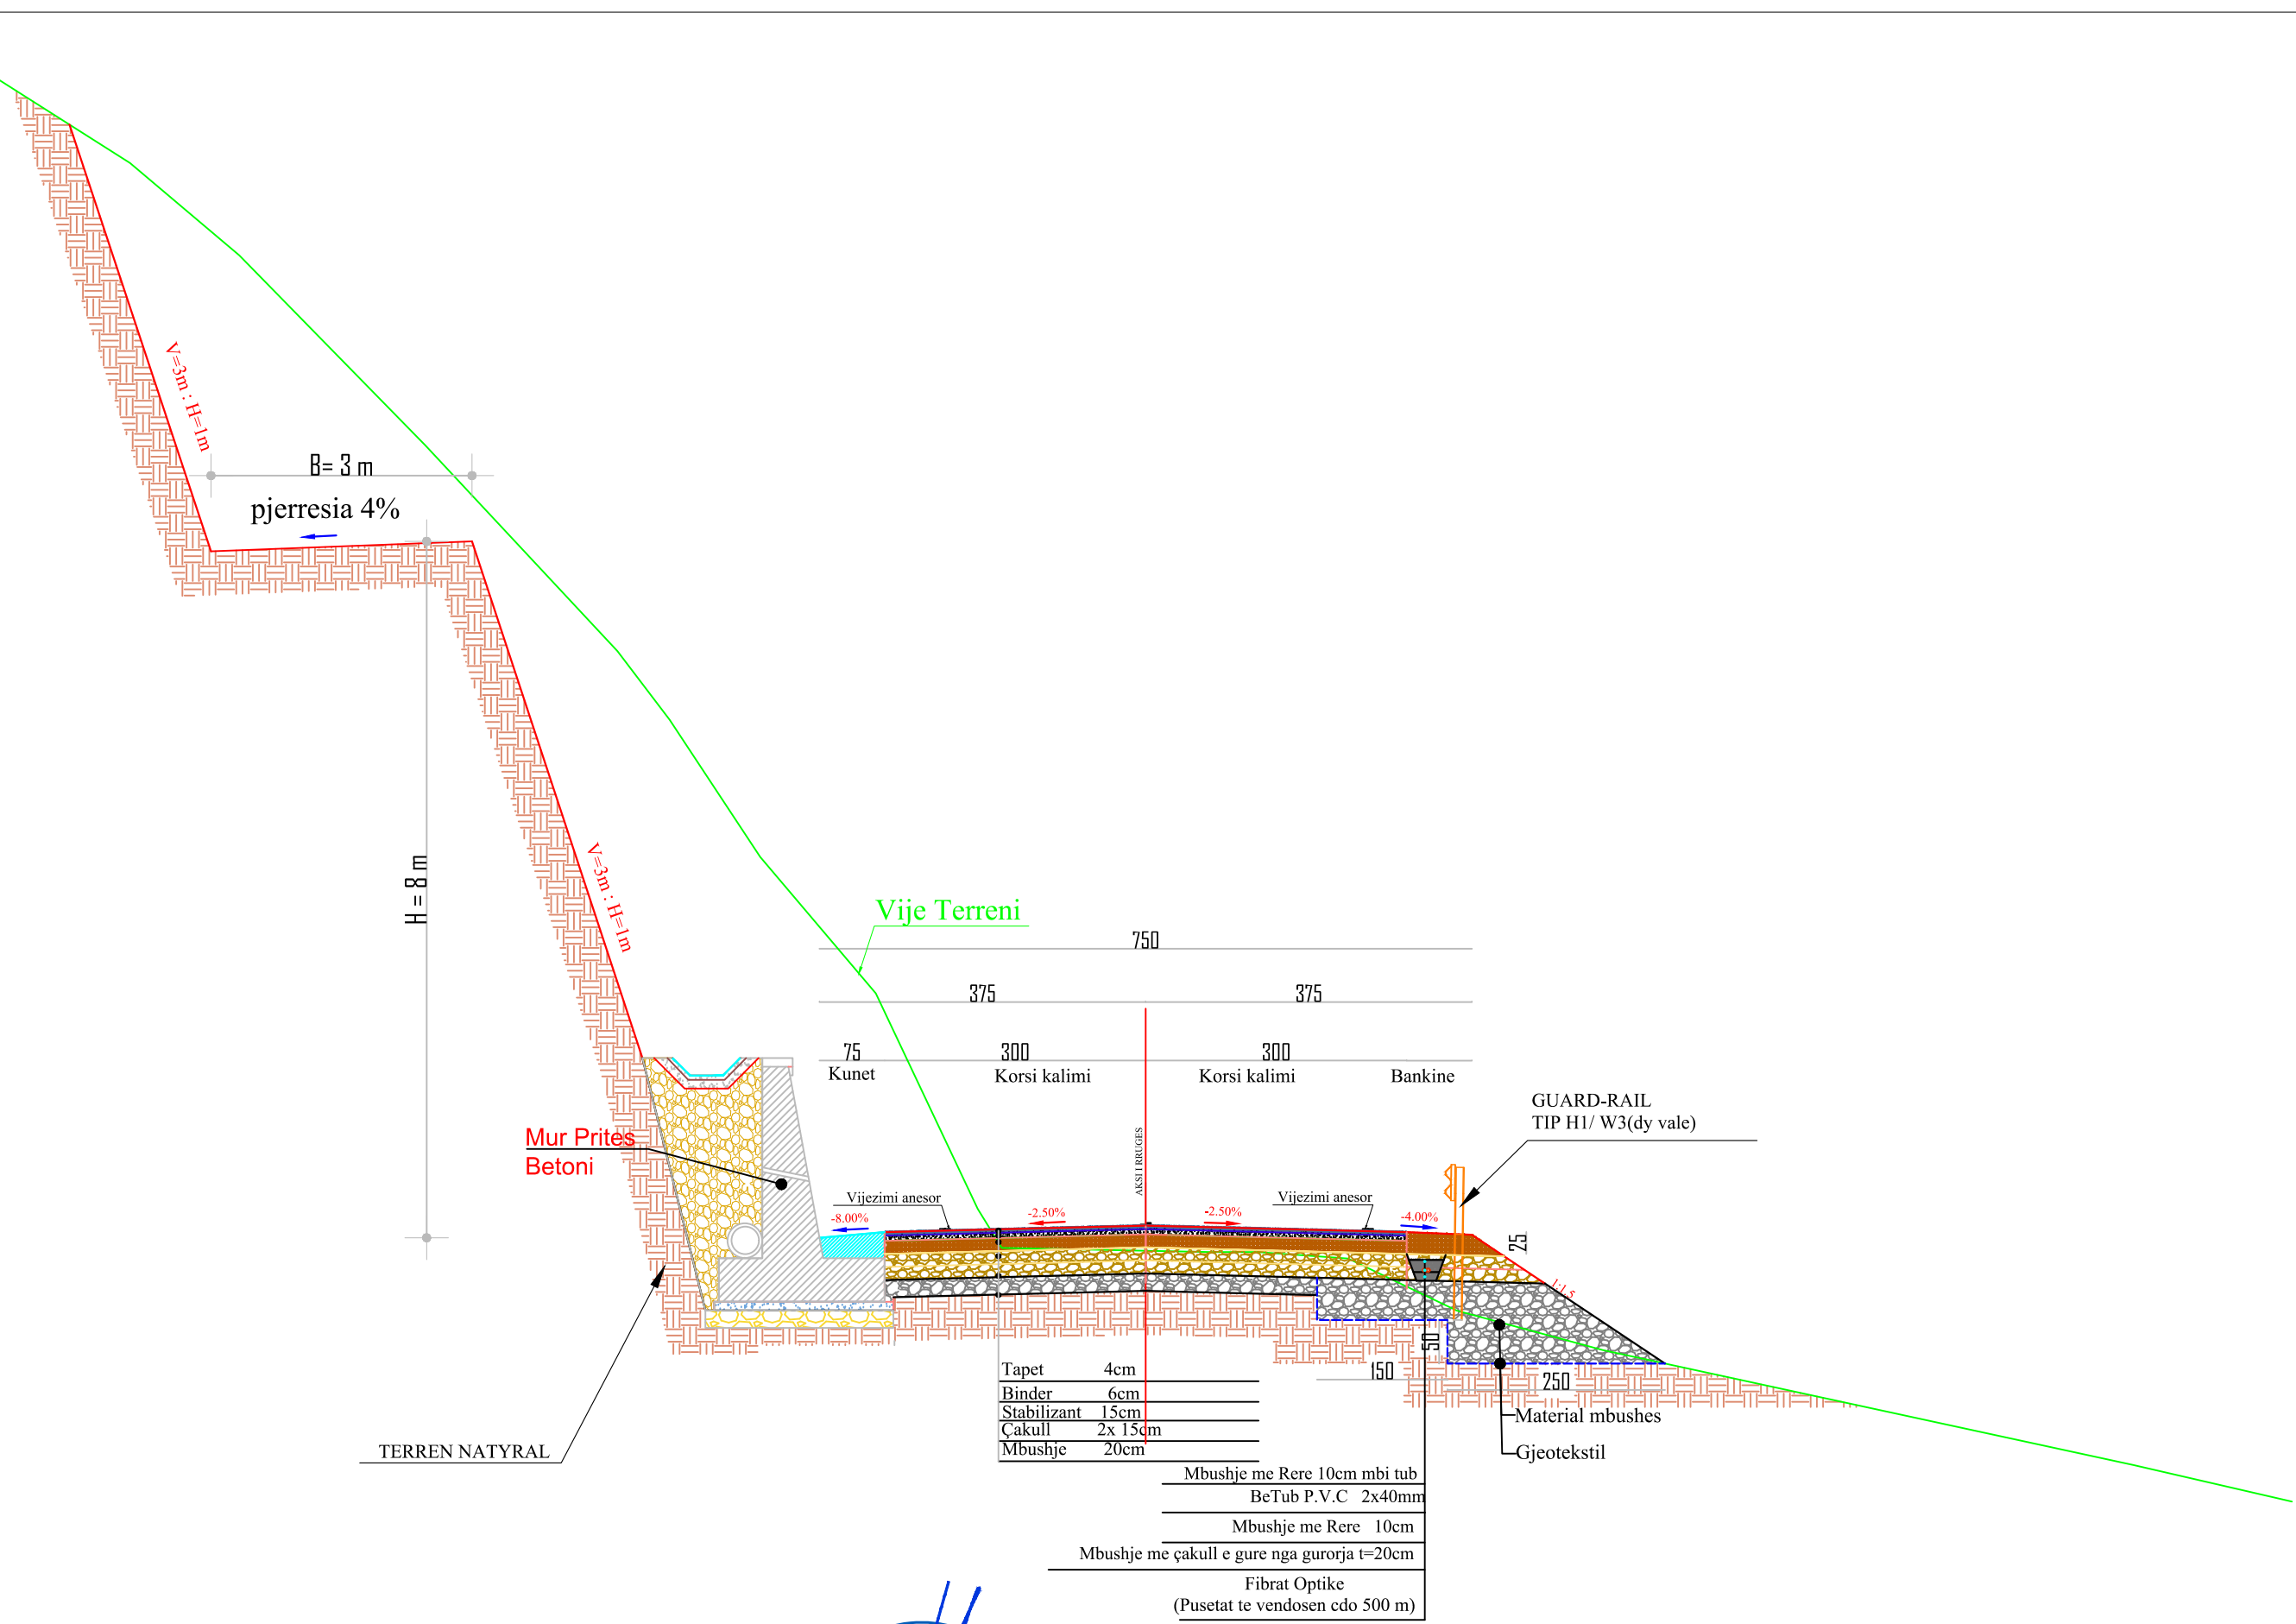 V=3m : H=1m
B= 3 m
pjerresia 4%
H = 8 m
V=3m : H=1m
Vije Terreni
750
375
375
75
300
300
Kunet
Korsi kalimi
Korsi kalimi
Bankine
GUARD-RAIL
TIP H1/ W3(dy vale)
Mur Prites
Betoni
AKSI I RRUGES
Vijezimi anesor
Vijezimi anesor
-8.00%
-2.50%
-2.50%
-4.00%
25
1:1.5
50
150
250
Tapet 4cm
Binder 6cm
Stabilizant 15cm
Çakull 2x 15cm
Mbushje 20cm
Material mbushes
Gjeotekstil
TERREN NATYRAL
Mbushje me Rere 10cm mbi tub
BeTub P.V.C 2x40mm
Mbushje me Rere 10cm
Mbushje me çakull e gure nga gurorja t=20cm
Fibrat Optike
(Pusetat te vendosen cdo 500 m)